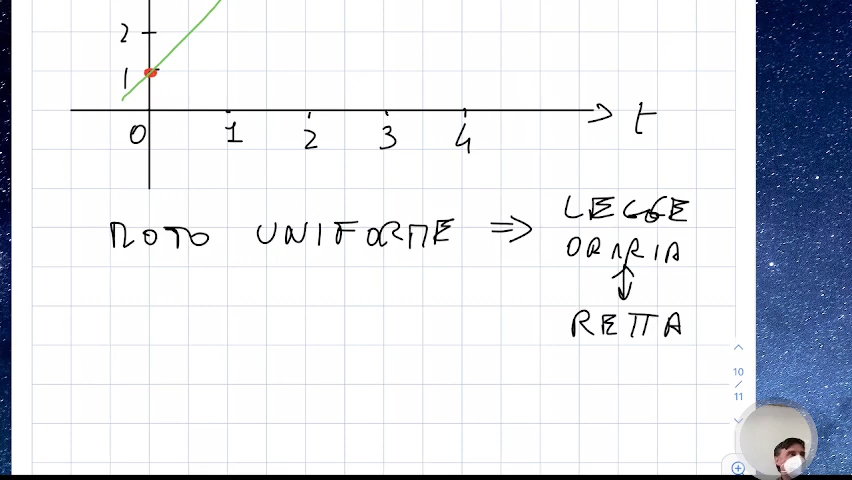 2
1
0 1 2 3 4 t
MOTO UNIFORME => LEGGE
ORARIA
↕
RETTA
10
/
11